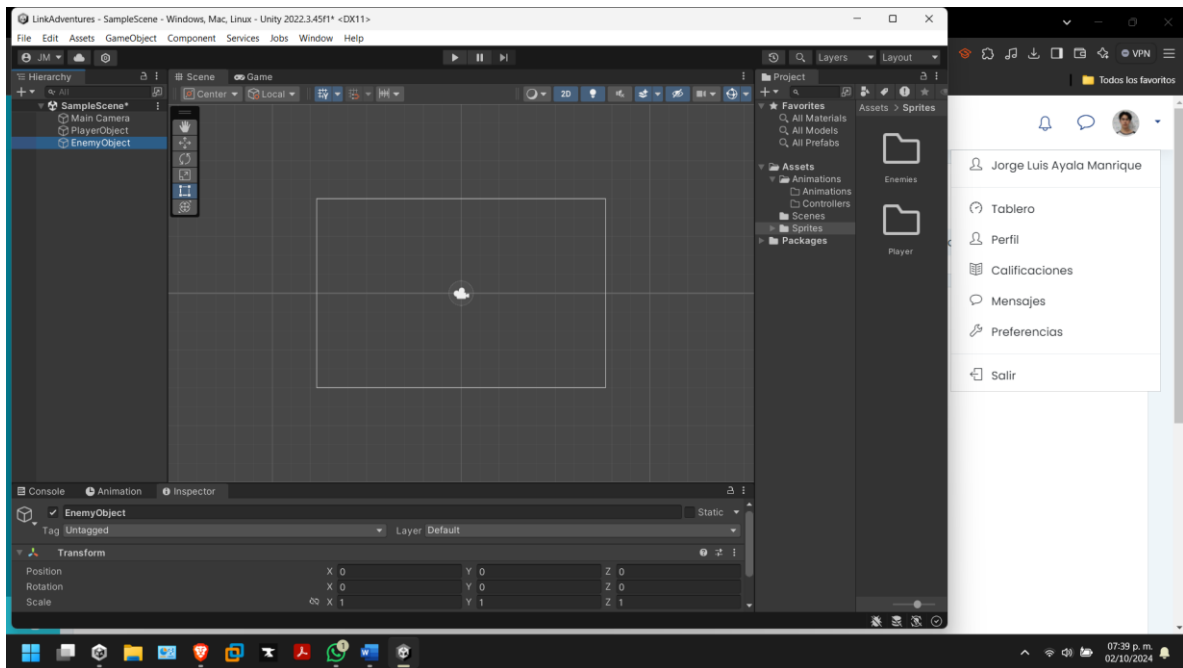 LinkAdventures - SampleScene - Windows, Mac, Linux - Unity 2022.3.45f1* <DX11>
File Edit Assets GameObject Component Services Jobs Window Help
JM
Layers Layout
VPN
Hierarchy
Scene Game
Project
Todos los favoritos
All
Center Local
2D
SampleScene*
Main Camera
PlayerObject
EnemyObject
Favorites
All Materials
All Models
All Prefabs
Assets
Animations
Animations
Controllers
Scenes
Sprites
Packages
Assets > Sprites
Enemies
Player
Jorge Luis Ayala Manrique
Tablero
Perfil
Calificaciones
Mensajes
Preferencias
Salir
Console Animation Inspector
EnemyObject Static
Tag Untagged Layer Default
Transform
Position X 0 Y 0 Z 0
Rotation X 0 Y 0 Z 0
Scale X 1 Y 1 Z 1
1
07:39 p. m.
02/10/2024